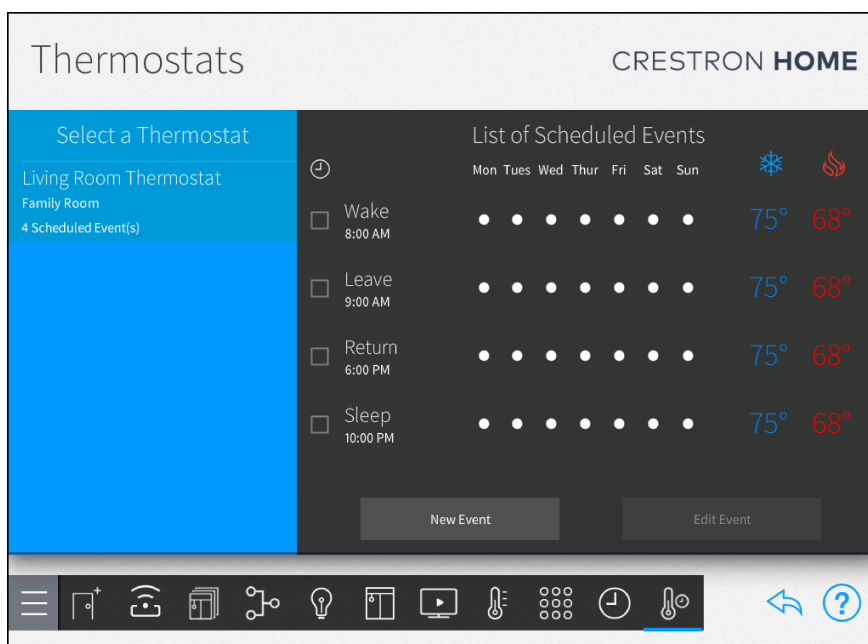 Thermostats
CRESTRON HOME
Select a Thermostat
Living Room Thermostat
Family Room
4 Scheduled Event(s)
List of Scheduled Events
Mon Tues Wed Thur Fri Sat Sun
Wake
8:00 AM
75° 68°
Leave
9:00 AM
75° 68°
Return
6:00 PM
75° 68°
Sleep
10:00 PM
75° 68°
New Event
Edit Event
?